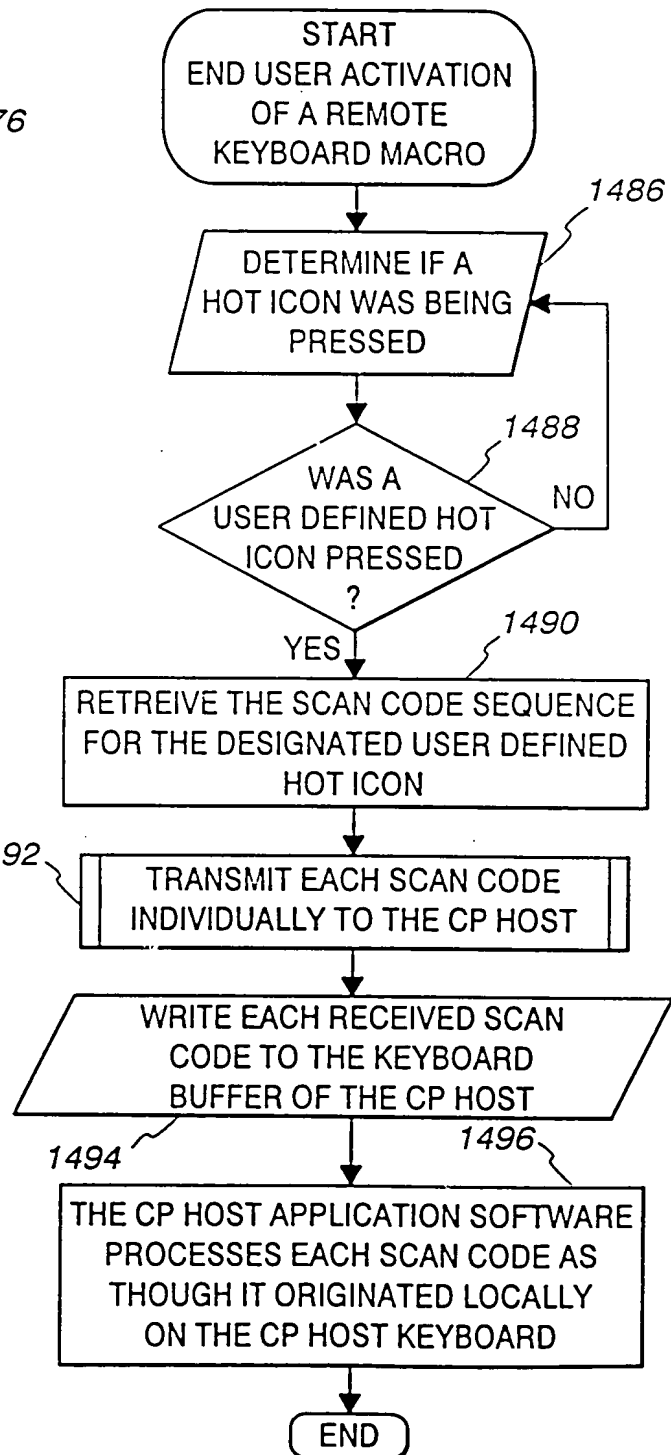 START
END USER ACTIVATION
OF A REMOTE
KEYBOARD MACRO
76
1486
DETERMINE IF A
HOT ICON WAS BEING
PRESSED
1488
WAS A
USER DEFINED HOT
ICON PRESSED
?
NO
YES
1490
RETREIVE THE SCAN CODE SEQUENCE
FOR THE DESIGNATED USER DEFINED
HOT ICON
92
TRANSMIT EACH SCAN CODE
INDIVIDUALLY TO THE CP HOST
WRITE EACH RECEIVED SCAN
CODE TO THE KEYBOARD
BUFFER OF THE CP HOST
1494
1496
THE CP HOST APPLICATION SOFTWARE
PROCESSES EACH SCAN CODE AS
THOUGH IT ORIGINATED LOCALLY
ON THE CP HOST KEYBOARD
END